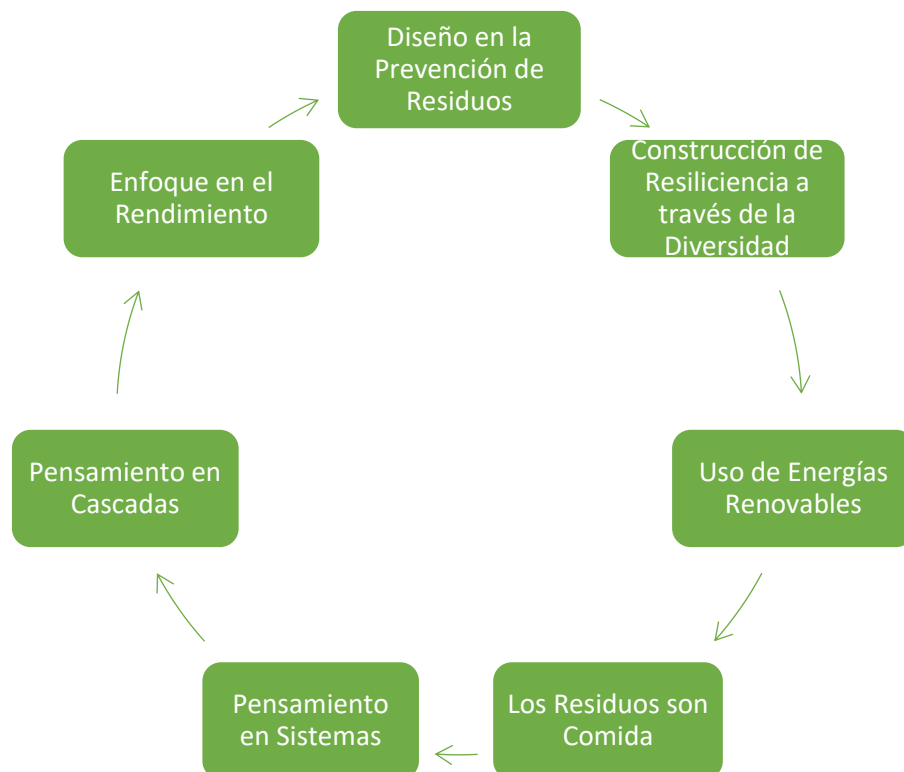 Diseño en la
Prevención de
Residuos
Construcción de
Resiliciencia a
través de la
Diversidad
Uso de Energías
Renovables
Los Residuos son
Comida
Pensamiento
en Sistemas
Pensamiento en
Cascadas
Enfoque en el
Rendimiento